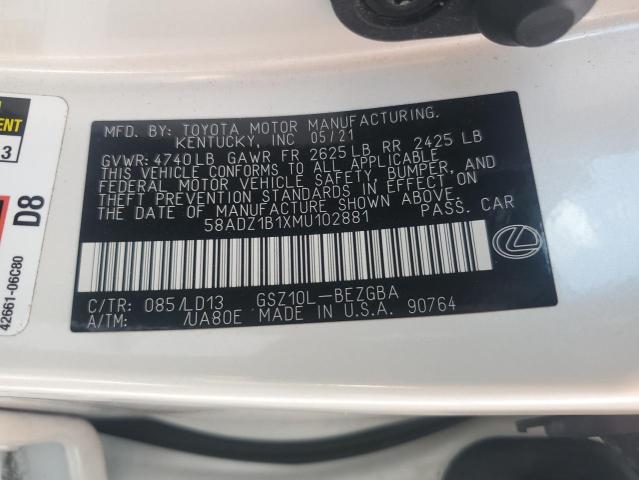 MFD. BY: TOYOTA MOTOR MANUFACTURING.
KENTUCKY, INC 05/21
GVWR: 4740LB GAWR FR 2625LB RR 2425 LB
THIS VEHICLE CONFORMS TO ALL APPLICABLE
FEDERAL MOTOR VEHICLE SAFETY, BUMPER, AND
THEFT PREVENTION STANDARDS IN EFFECT ON
THE DATE OF MANUFACTURE SHOWN ABOVE.
58ADZ1B1XMU102881 PASS. CAR
C/TR: 085/LD13 GSZ10L-BEZGBA
A/TM: /UA80E MADE IN U.S.A. 90764
D8
42661-06C80